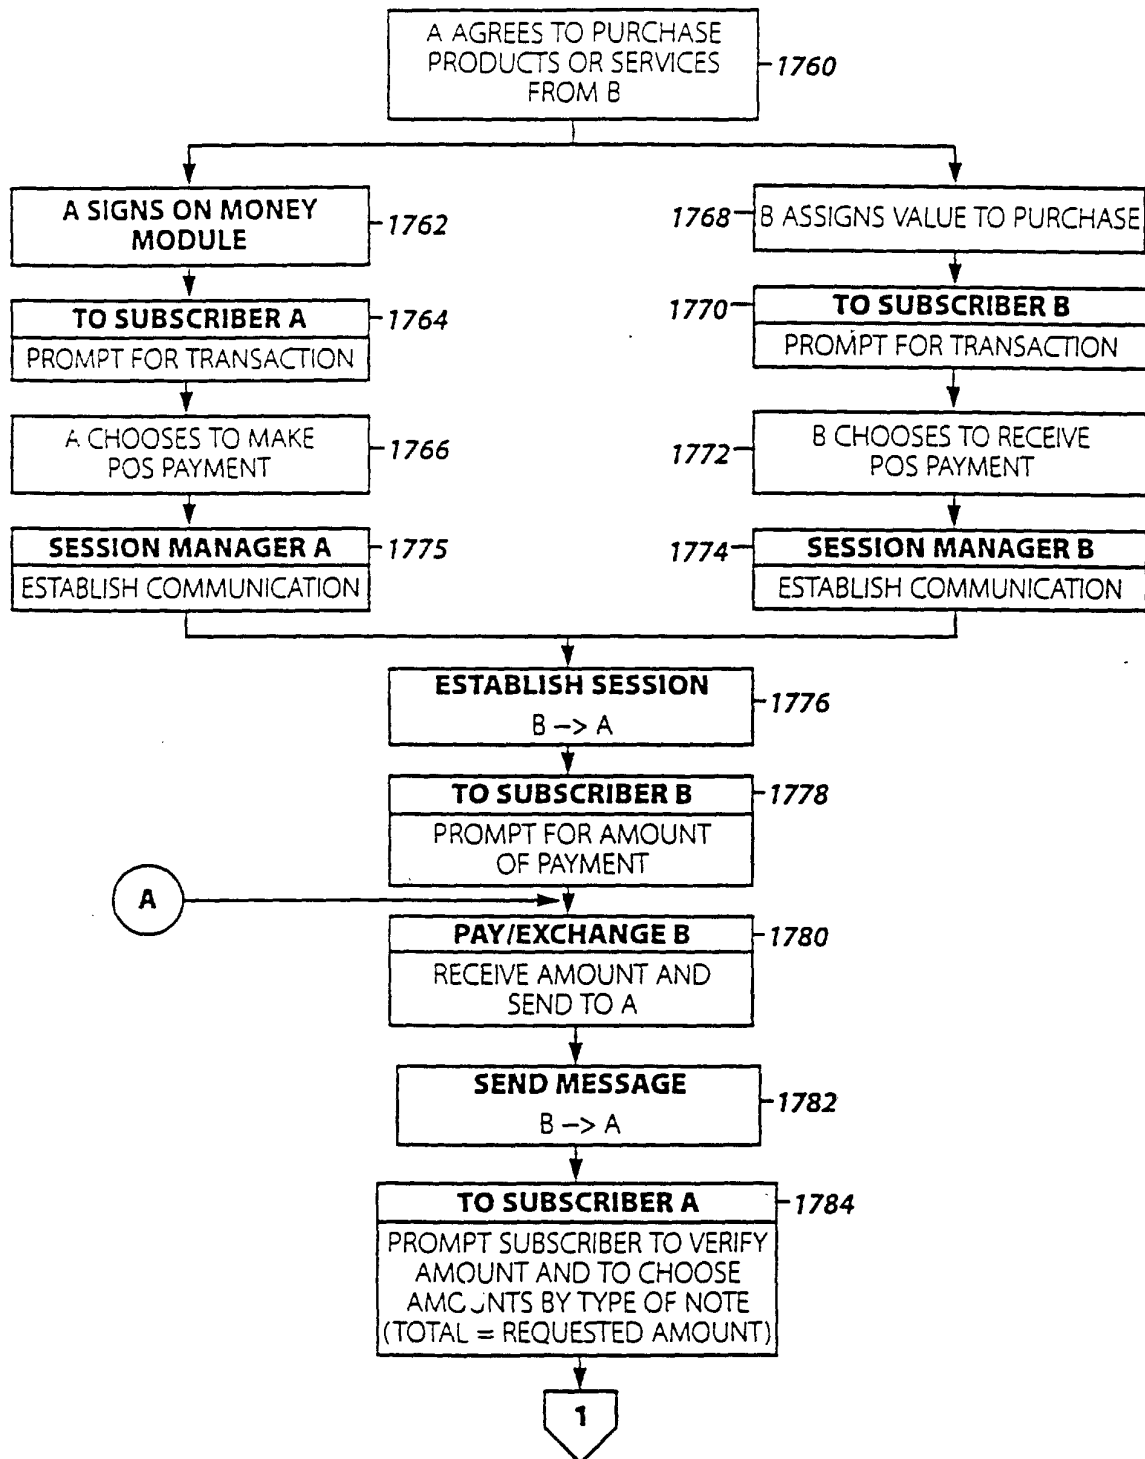 A AGREES TO PURCHASE
PRODUCTS OR SERVICES
FROM B
1760
A SIGNS ON MONEY
MODULE
1762
TO SUBSCRIBER A
1764
PROMPT FOR TRANSACTION
A CHOOSES TO MAKE
POS PAYMENT
1766
SESSION MANAGER A
1775
ESTABLISH COMMUNICATION
1768
B ASSIGNS VALUE TO PURCHASE
1770
TO SUBSCRIBER B
PROMPT FOR TRANSACTION
B CHOOSES TO RECEIVE
POS PAYMENT
1772
1774
SESSION MANAGER B
ESTABLISH COMMUNICATION
ESTABLISH SESSION
B –> A
1776
TO SUBSCRIBER B
1778
PROMPT FOR AMOUNT
OF PAYMENT
A
PAY/EXCHANGE B
1780
RECEIVE AMOUNT AND
SEND TO A
SEND MESSAGE
B –> A
1782
TO SUBSCRIBER A
1784
PROMPT SUBSCRIBER TO VERIFY
AMOUNT AND TO CHOOSE
AMOUNTS BY TYPE OF NOTE
(TOTAL = REQUESTED AMOUNT)
1